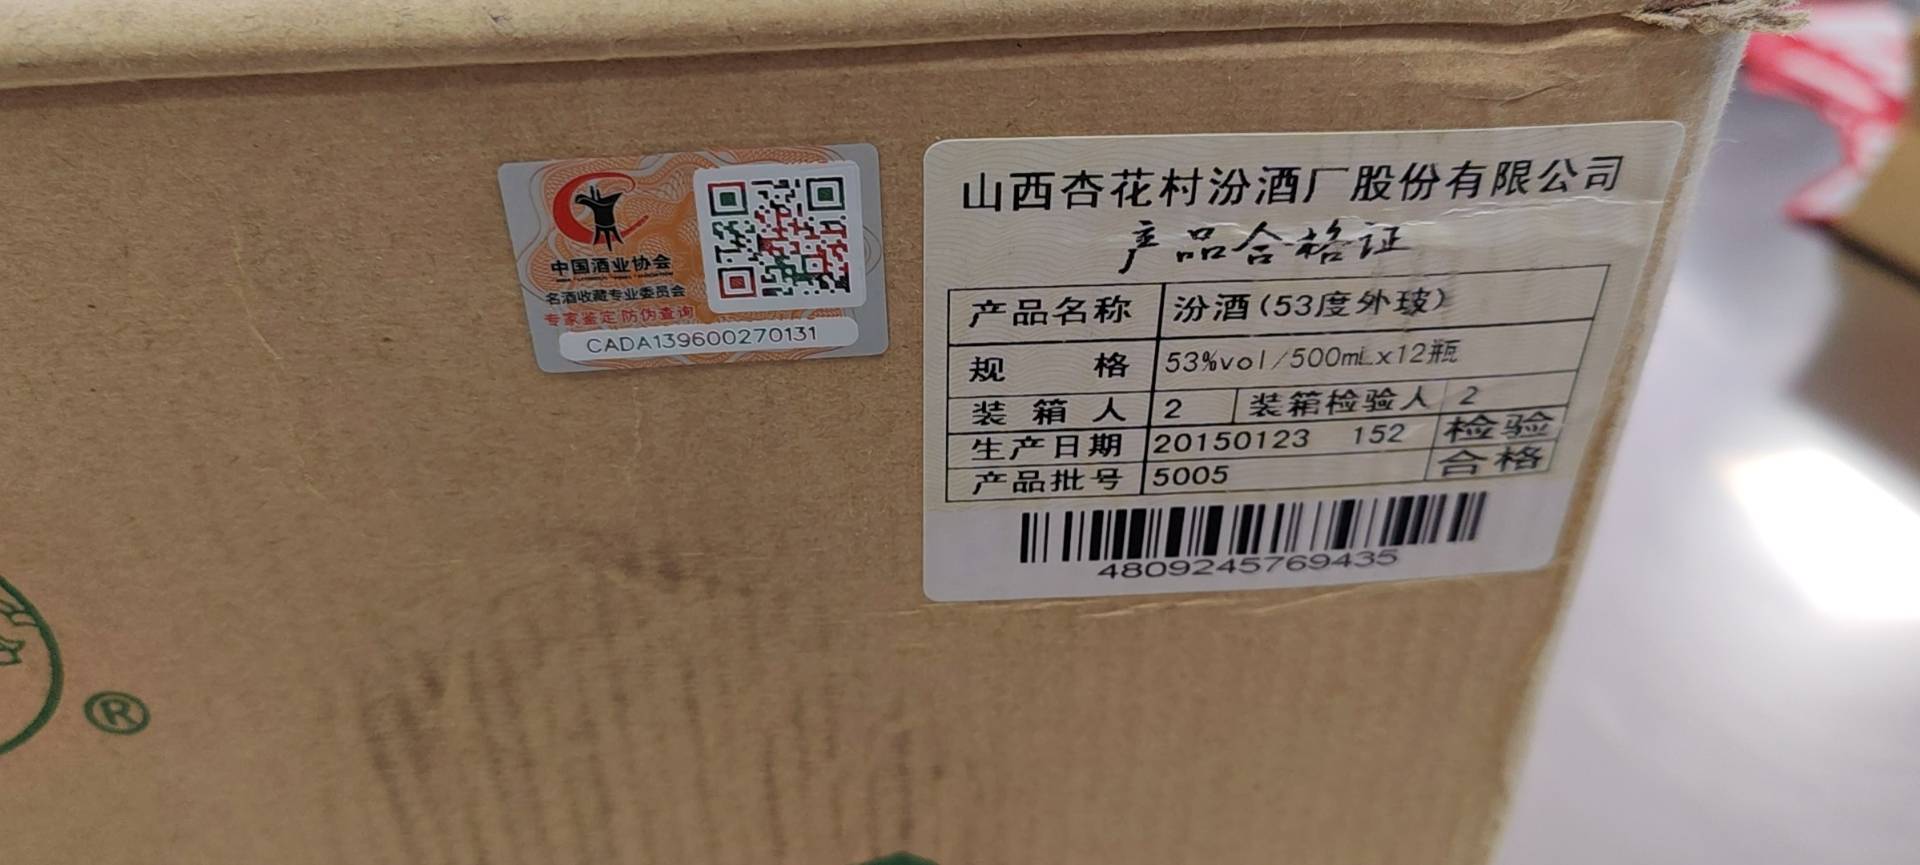 中国酒业协会
名酒收藏专业委员会
专家鉴定防伪查询
CADA139600270131
山西杏花村汾酒厂股份有限公司
产品合格证
产品名称 汾酒(53度外玻)
规 格 53%vol/500mLx12瓶
装箱人 2 装箱检验人 2
生产日期 20150123 152 检验
产品批号 5005 合格
4809245769435
®